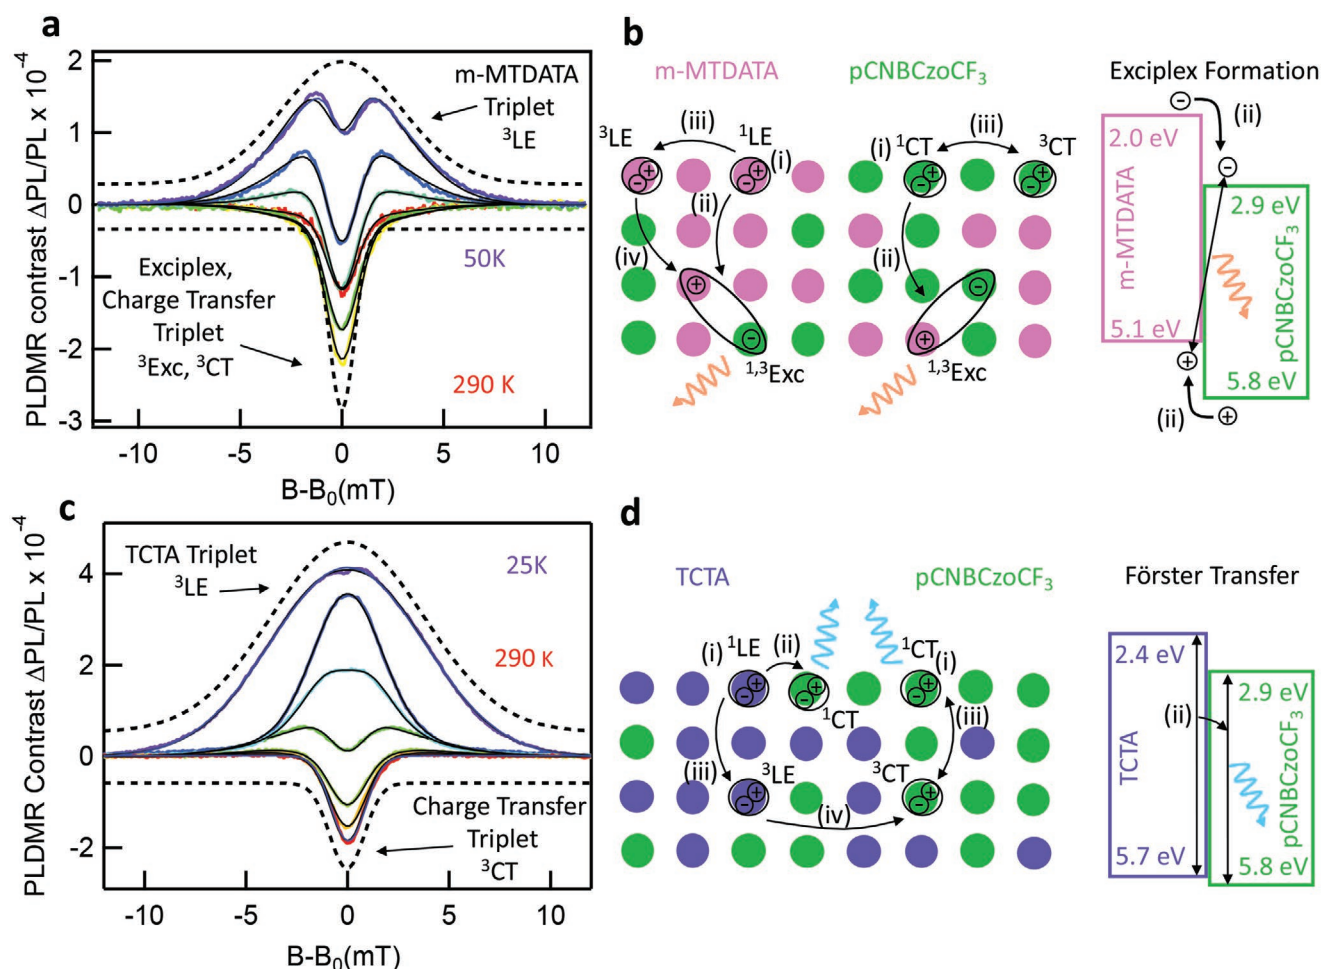 a
PLDMR contrast ΔPL/PL x 10⁻⁴
2
1
0
-1
-2
-3
m-MTDATA
Triplet
³LE
50K
Exciplex,
Charge Transfer
Triplet
³Exc, ³CT
290 K
-10
-5
0
5
10
B-B₀(mT)
b
m-MTDATA
pCNBCzoCF₃
Exciplex Formation
³LE
(iii)
¹LE
(i)
(i)
¹CT
(iii)
³CT
(ii)
(ii)
(iv)
¹,³Exc
¹,³Exc
(ii)
2.0 eV
m-MTDATA
5.1 eV
2.9 eV
pCNBCzoCF₃
5.8 eV
(ii)
c
PLDMR Contrast ΔPL/PL x 10⁻⁴
4
2
0
-2
TCTA Triplet
³LE
25K
290 K
Charge Transfer
Triplet
³CT
-10
-5
0
5
10
B-B₀(mT)
d
TCTA
pCNBCzoCF₃
Förster Transfer
(i)
¹LE
(ii)
¹CT
(i)
¹CT
(iii)
(iii)
³LE
³CT
(iv)
2.4 eV
(ii)
TCTA
5.7 eV
2.9 eV
pCNBCzoCF₃
5.8 eV